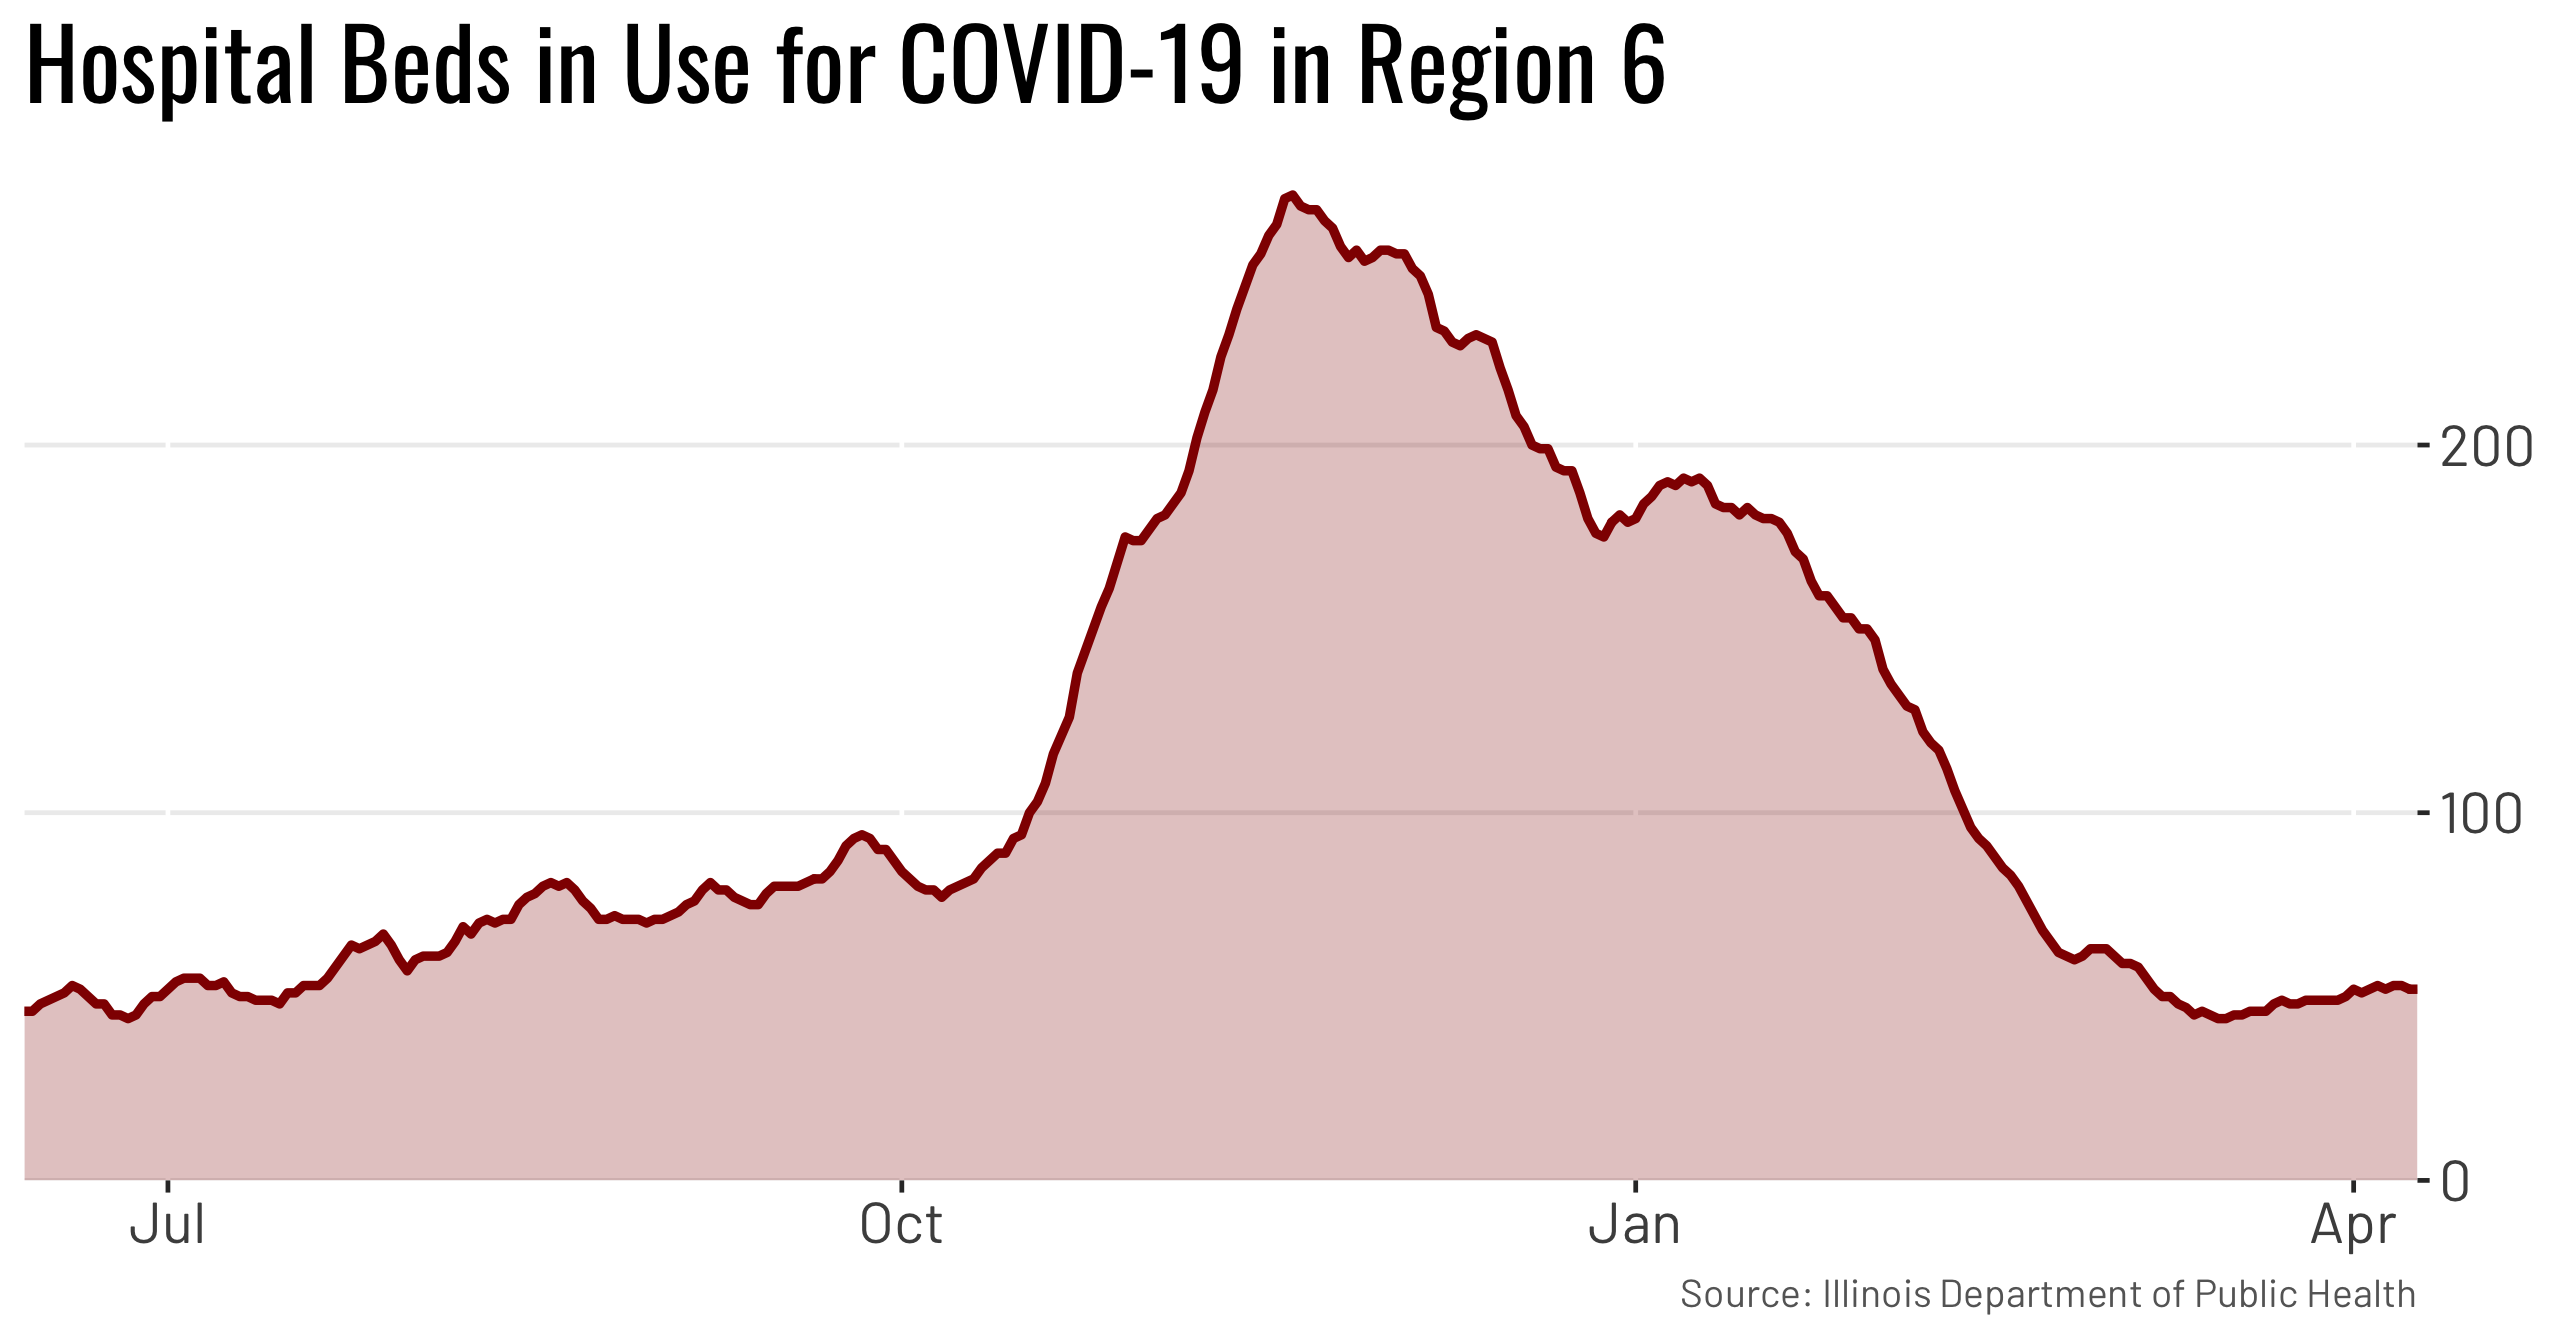 Hospital Beds in Use for COVID-19 in Region 6
200
100
0
Jul Oct Jan Apr
Source: Illinois Department of Public Health